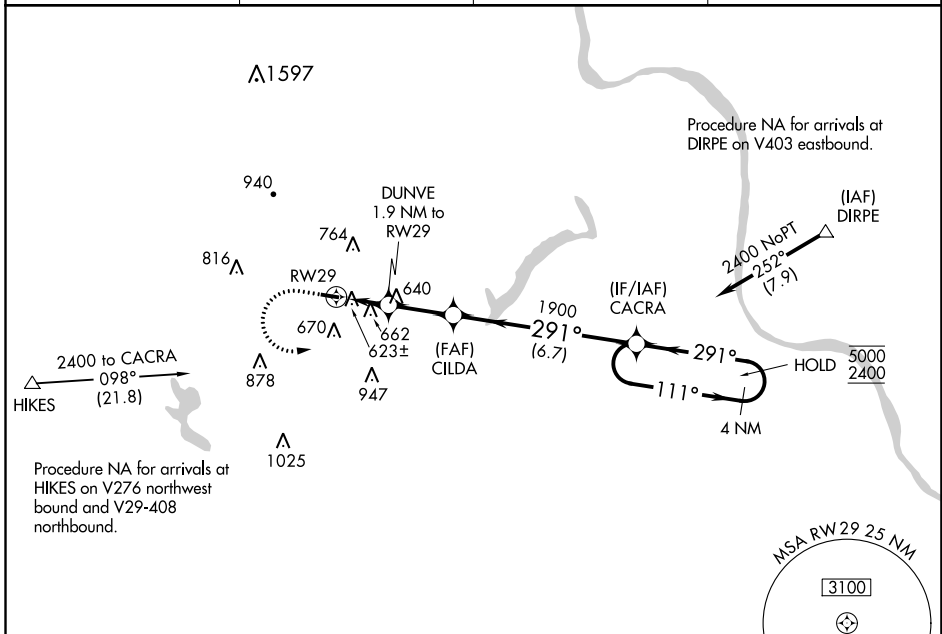 1597
Procedure NA for arrivals at
DIRPE on V403 eastbound.
940
DUNVE
1.9 NM to
RW29
(IAF)
DIRPE
764
2400 NoPT
252°
(7.9)
816
RW29
640
1900
291°
(6.7)
(IF/IAF)
CACRA
670
662
623±
(FAF)
CILDA
291°
HOLD
5000
2400
2400 to CACRA
098°
(21.8)
HIKES
878
947
111°
4 NM
1025
Procedure NA for arrivals at
HIKES on V276 northwest
bound and V29-408
northbound.
MSA RW29 25 NM
3100